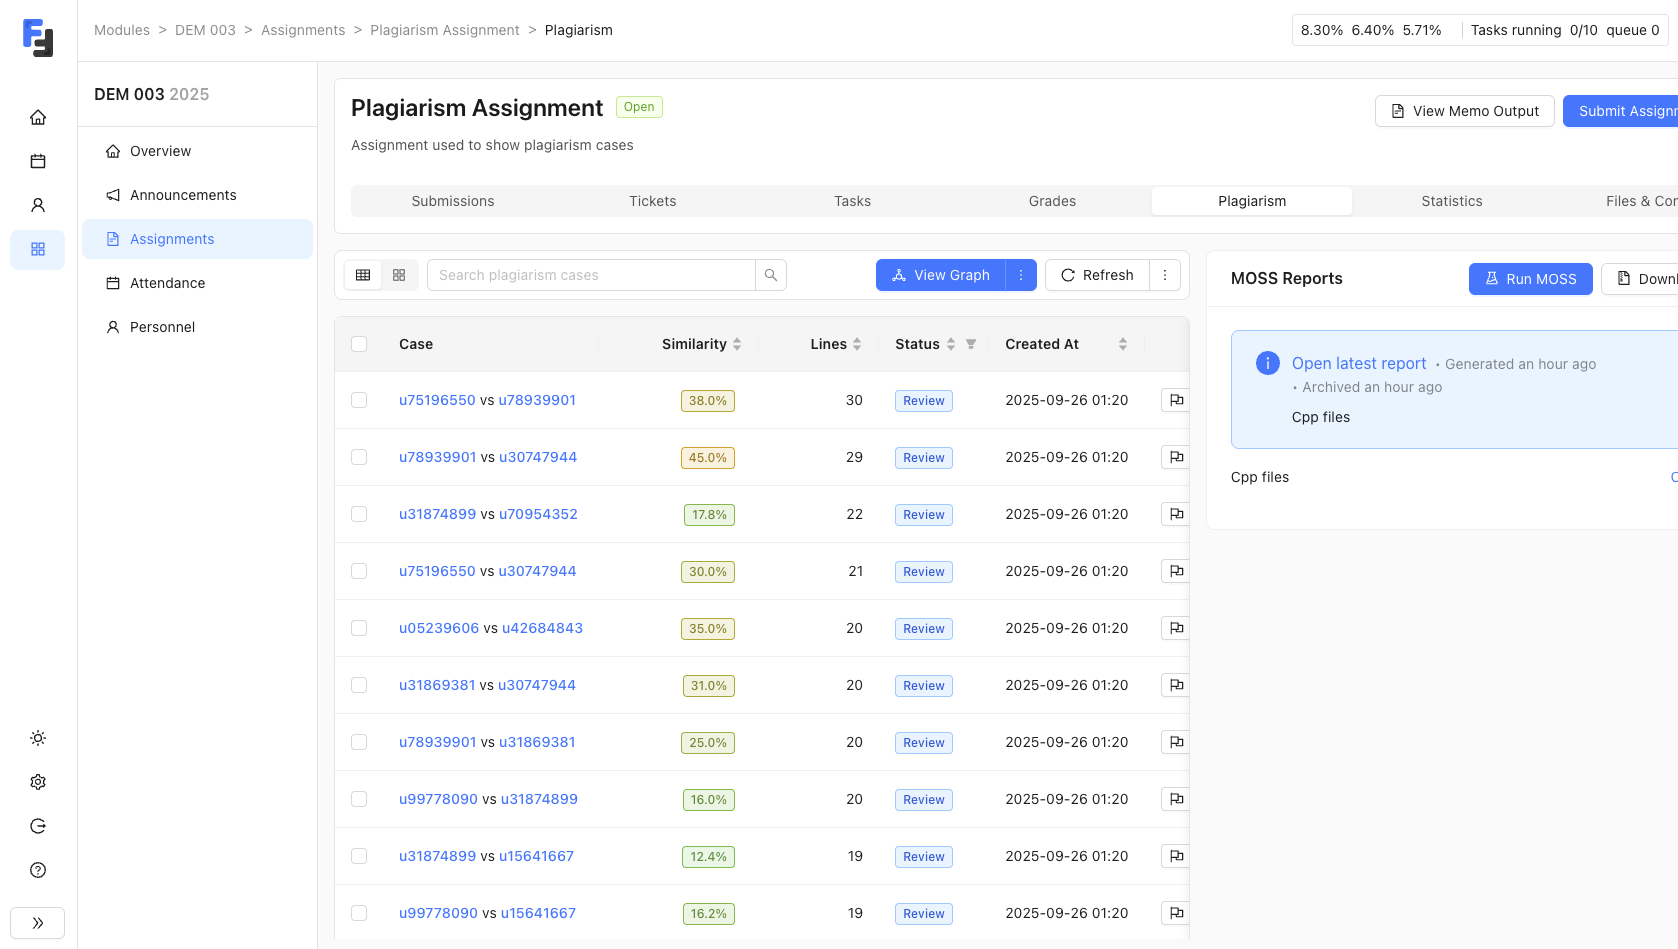 Modules > DEM 003 > Assignments > Plagiarism Assignment > Plagiarism
8.30% 6.40% 5.71% Tasks running 0/10 queue 0
DEM 003 2025
Overview
Announcements
Assignments
Attendance
Personnel
Plagiarism Assignment Open
View Memo Output
Submit Assignm
Assignment used to show plagiarism cases
Submissions Tickets Tasks Grades Plagiarism Statistics Files & Cor
Search plagiarism cases
View Graph
Refresh
Case Similarity Lines Status Created At
u75196550 vs u78939901 38.0% 30 Review 2025-09-26 01:20
u78939901 vs u30747944 45.0% 29 Review 2025-09-26 01:20
u31874899 vs u70954352 17.8% 22 Review 2025-09-26 01:20
u75196550 vs u30747944 30.0% 21 Review 2025-09-26 01:20
u05239606 vs u42684843 35.0% 20 Review 2025-09-26 01:20
u31869381 vs u30747944 31.0% 20 Review 2025-09-26 01:20
u78939901 vs u31869381 25.0% 20 Review 2025-09-26 01:20
u99778090 vs u31874899 16.0% 20 Review 2025-09-26 01:20
u31874899 vs u15641667 12.4% 19 Review 2025-09-26 01:20
u99778090 vs u15641667 16.2% 19 Review 2025-09-26 01:20
MOSS Reports
Run MOSS
Downl
Open latest report • Generated an hour ago
• Archived an hour ago
Cpp files
Cpp files